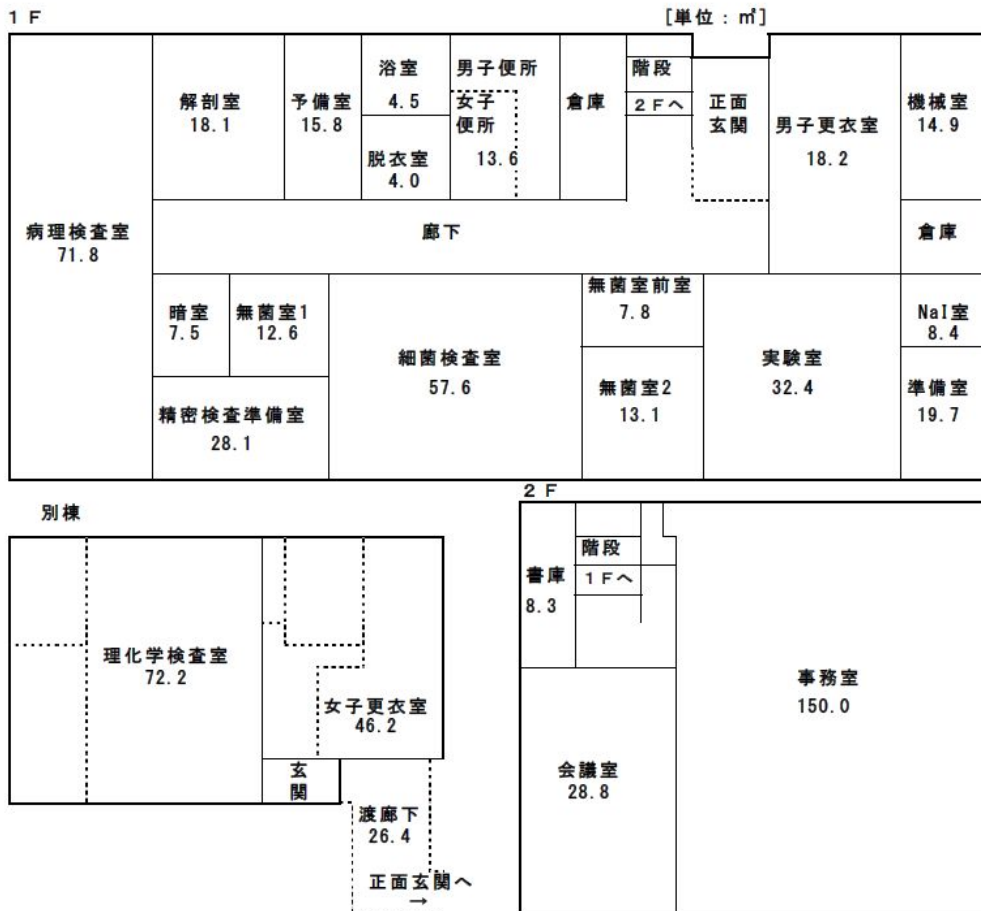 １Ｆ
[単位：㎡]
解剖室
18.1
予備室
15.8
浴室
4.5
脱衣室
4.0
男子便所
女子
便所
13.6
倉庫
階段
２Ｆへ
正面
玄関
男子更衣室
18.2
機械室
14.9
病理検査室
71.8
廊下
倉庫
暗室
7.5
無菌室1
12.6
細菌検査室
57.6
無菌室前室
7.8
無菌室2
13.1
実験室
32.4
NaI室
8.4
準備室
19.7
精密検査準備室
28.1
別棟
理化学検査室
72.2
女子更衣室
46.2
玄
関
渡廊下
26.4
正面玄関へ
→
２Ｆ
書庫
8.3
階段
１Ｆへ
事務室
150.0
会議室
28.8